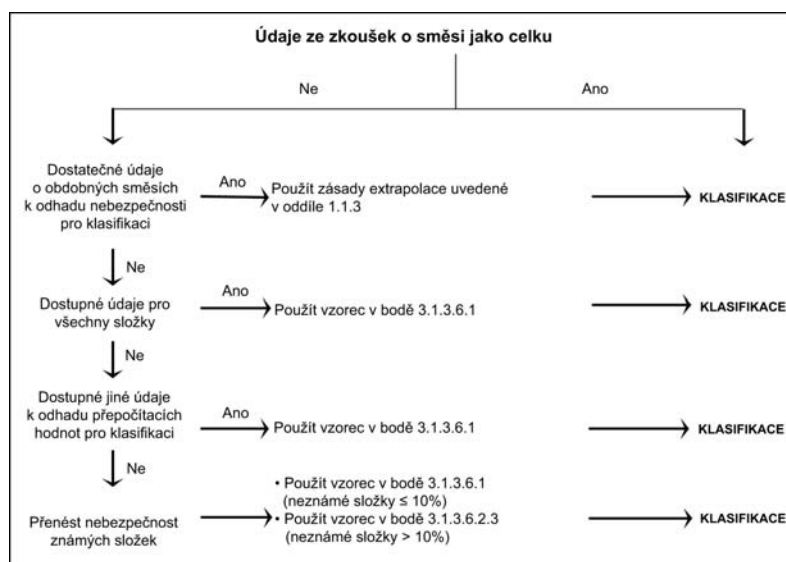 Údaje ze zkoušek o směsi jako celku
Ne
Ano
Dostatečné údaje
o obdobných směsích
k odhadu nebezpečnosti
pro klasifikaci
Ano
Použít zásady extrapolace uvedené
v oddíle 1.1.3
KLASIFIKACE
Ne
Dostupné údaje pro
všechny složky
Ano
Použít vzorec v bodě 3.1.3.6.1
KLASIFIKACE
Ne
Dostupné jiné údaje
k odhadu přepočítacích
hodnot pro klasifikaci
Ano
Použít vzorec v bodě 3.1.3.6.1
KLASIFIKACE
Ne
Přenést nebezpečnost
známých složek
• Použít vzorec v bodě 3.1.3.6.1
(neznámé složky ≤ 10%)
• Použít vzorec v bodě 3.1.3.6.2.3
(neznámé složky > 10%)
KLASIFIKACE